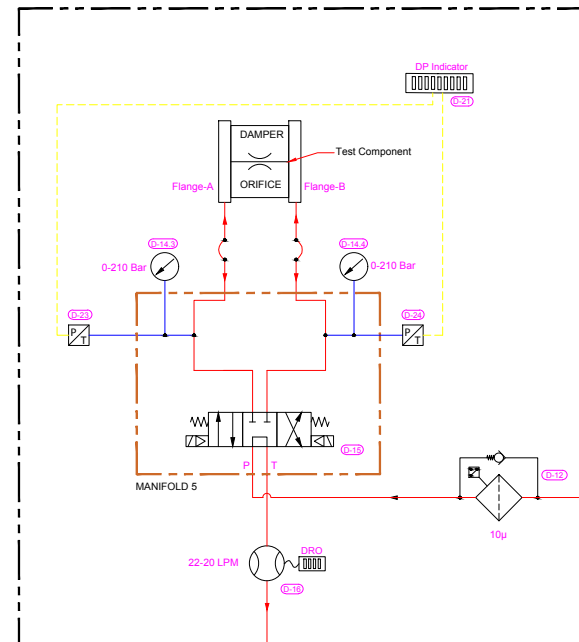 DP Indicator
D-21
DAMPER
Test Component
Flange-A
ORIFICE
Flange-B
D-14.3
D-14.4
0-210 Bar
0-210 Bar
D-23
D-24
P
T
P
T
D-15
P
T
MANIFOLD 5
D-12
10µ
DRO
22-20 LPM
D-16